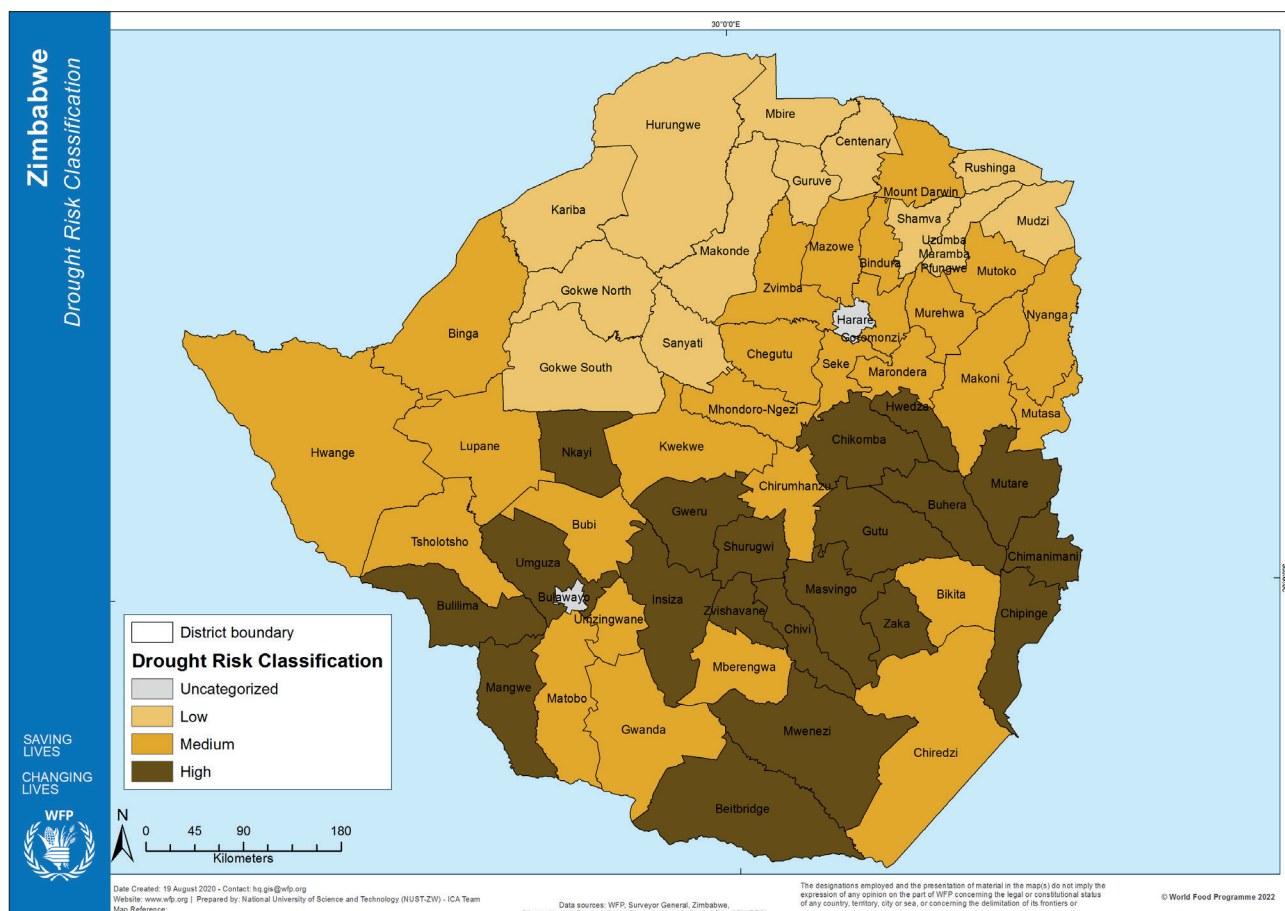 Zimbabwe
Drought Risk Classification
30°0'0"E
Mbire
Hurungwe
Centenary
Rushinga
Guruve
Mount Darwin
Kariba
Shamva
Mudzi
Uzumba
Maramba
Pfungwe
Makonde
Mazowe
Bindura
Mutoko
Zvimba
Gokwe North
Harare
Murehwa
Nyanga
Binga
Sanyati
Goromonzi
Gokwe South
Chegutu
Seke
Marondera
Makoni
Mhondoro-Ngezi
Hwedza
Mutasa
Hwange
Lupane
Nkayi
Kwekwe
Chikomba
Chirumhanzu
Mutare
Gweru
Buhera
Bubi
Gutu
Tsholotsho
Shurugwi
Chimanimani
Umguza
Masvingo
Bikita
Chipinge
Bulilima
Bulawayo
Insiza
Zvishavane
Umzingwane
Chivi
Zaka
Mberengwa
Mangwe
Matobo
Gwanda
Mwenezi
Chiredzi
Beitbridge
District boundary
Drought Risk Classification
Uncategorized
Low
Medium
High
SAVING
LIVES
CHANGING
LIVES
WFP
N
0 45 90 180
Kilometers
Date Created: 19 August 2020 - Contact: hq.gis@wfp.org
Website: www.wfp.org | Prepared by: National University of Science and Technology (NUST-ZW) - ICA Team
Map Reference:
Data sources: WFP, Surveyor General, Zimbabwe,
The designations employed and the presentation of material in the map(s) do not imply the
expression of any opinion on the part of WFP concerning the legal or constitutional status
of any country, territory, city or sea, or concerning the delimitation of its frontiers or
© World Food Programme 2022